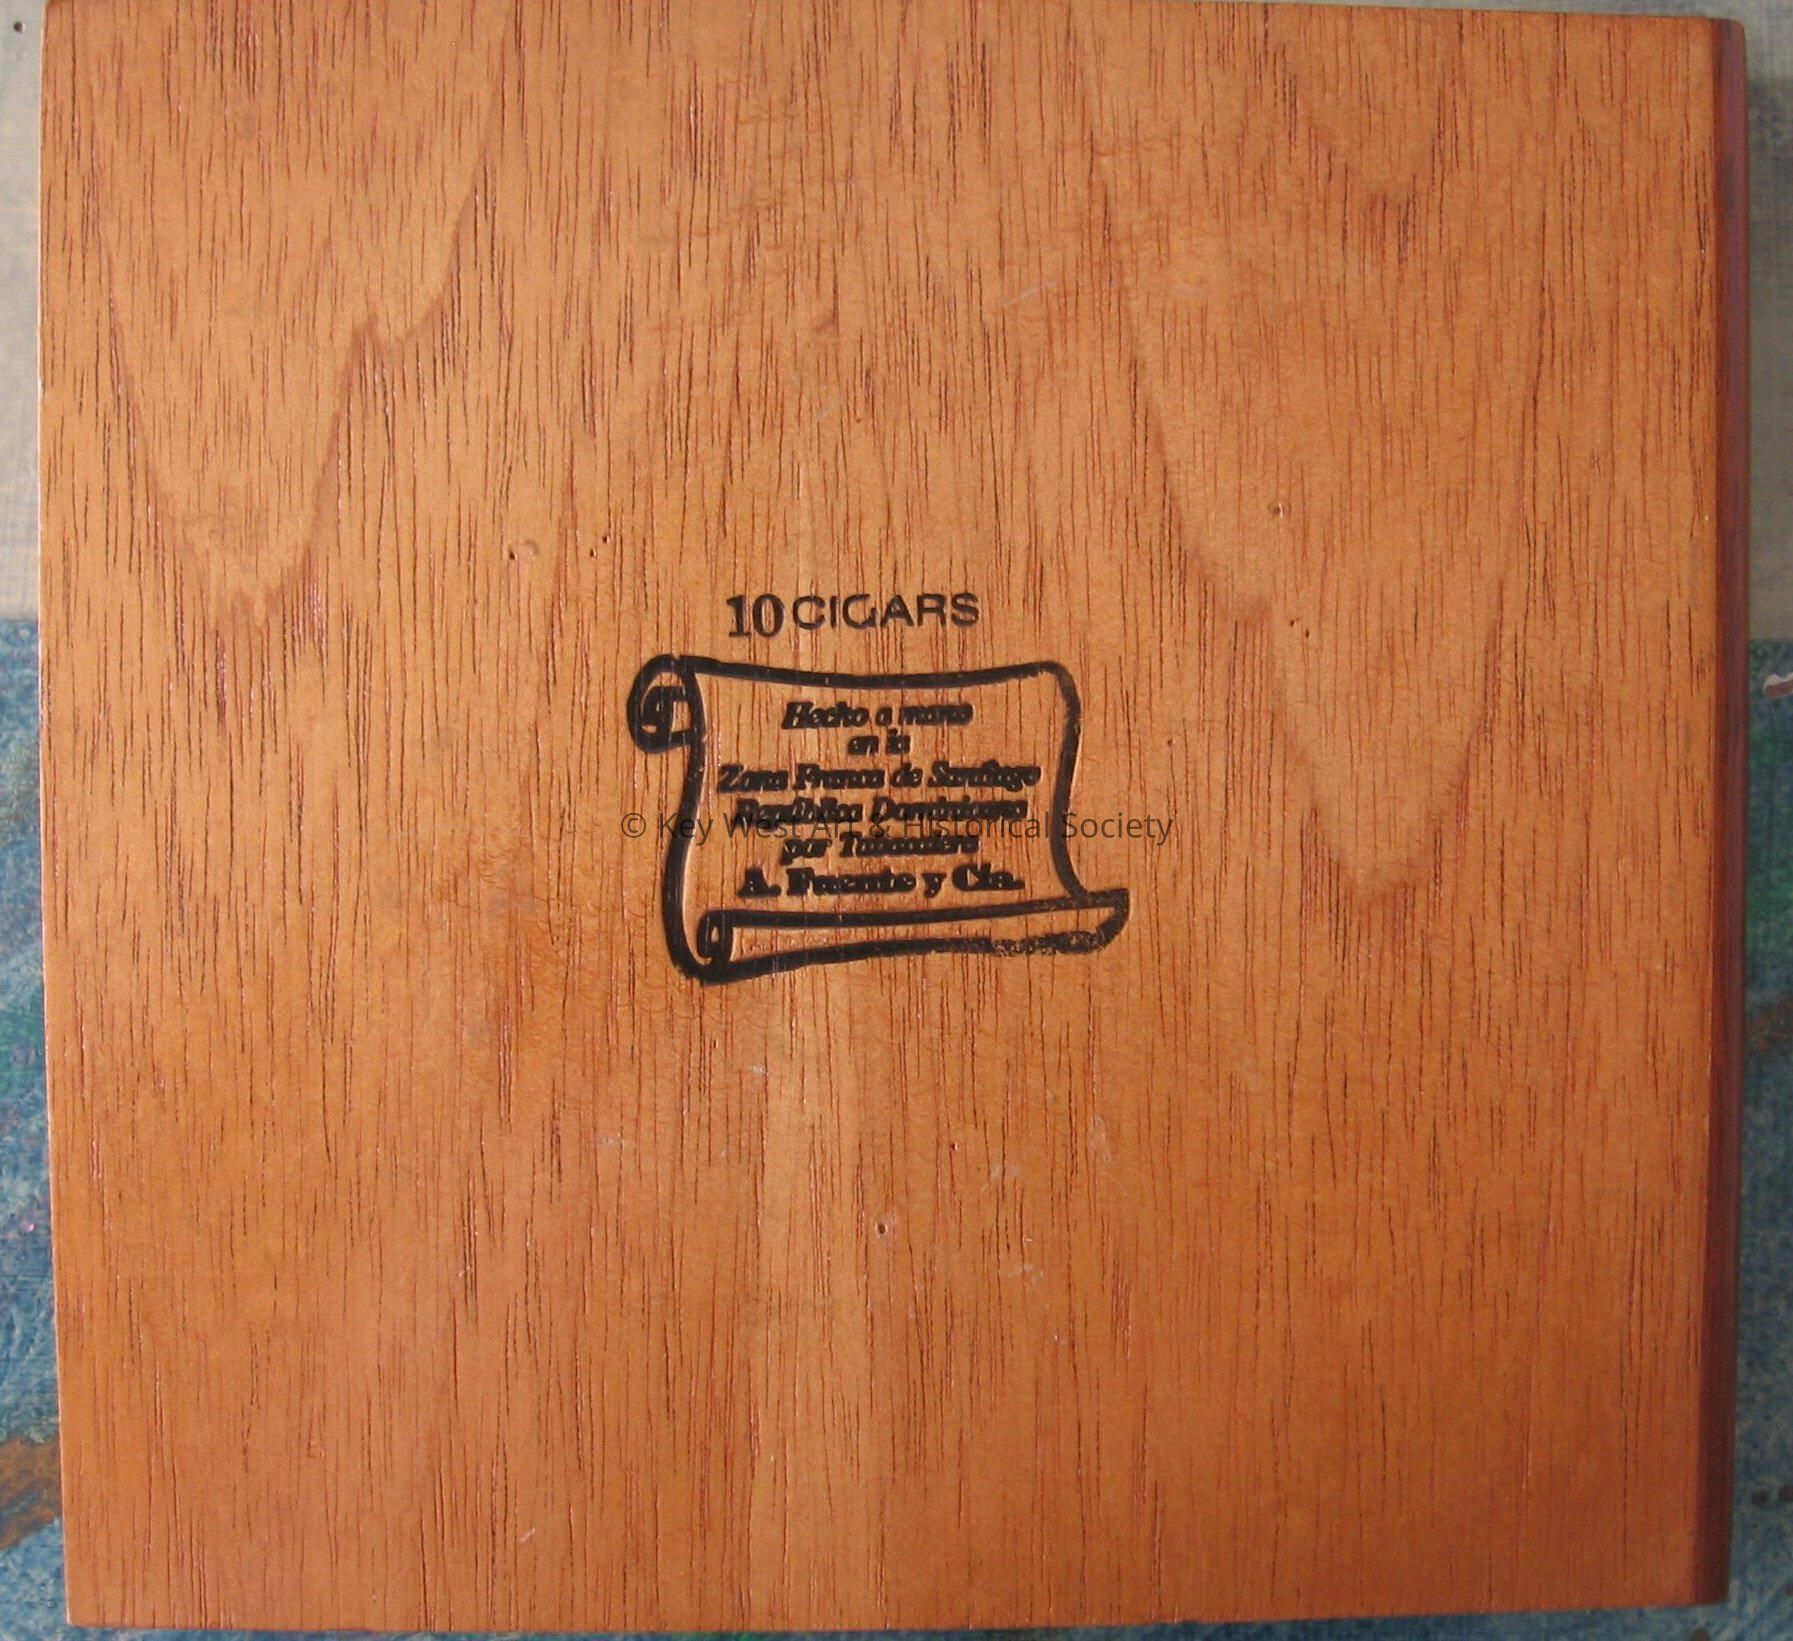 10 CIGARS
Hecho a mano
en la
Zona Franca de Santiago
República Dominicana
© Key West Art & Historical Society
por Tabacalera
A. Fuente y Cia.